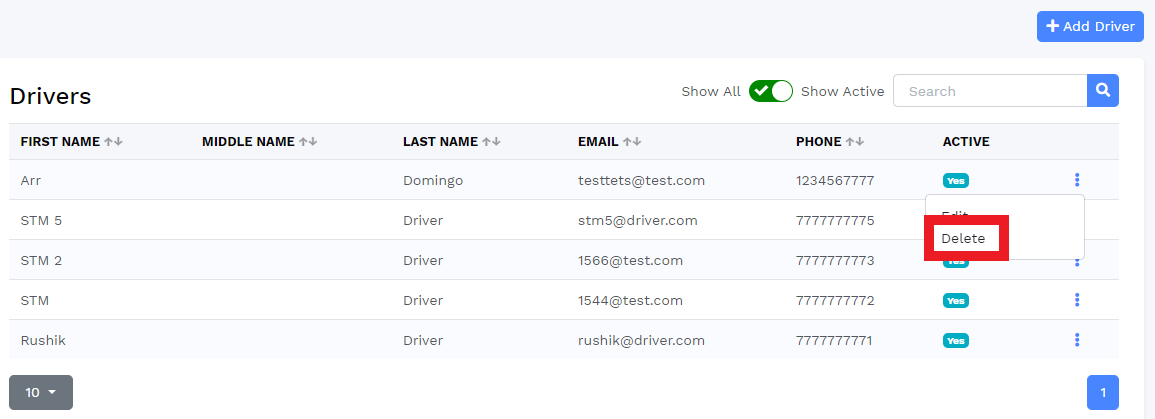 Add Driver
Drivers
Show All Show Active Search
FIRST NAME MIDDLE NAME LAST NAME EMAIL PHONE ACTIVE
Arr Domingo testtets@test.com 1234567777 Yes
Edit
STM 5 Driver stm5@driver.com 7777777775
Delete
STM 2 Driver 1566@test.com 7777777773 Yes
STM Driver 1544@test.com 7777777772 Yes
Rushik Driver rushik@driver.com 7777777771 Yes
10 1